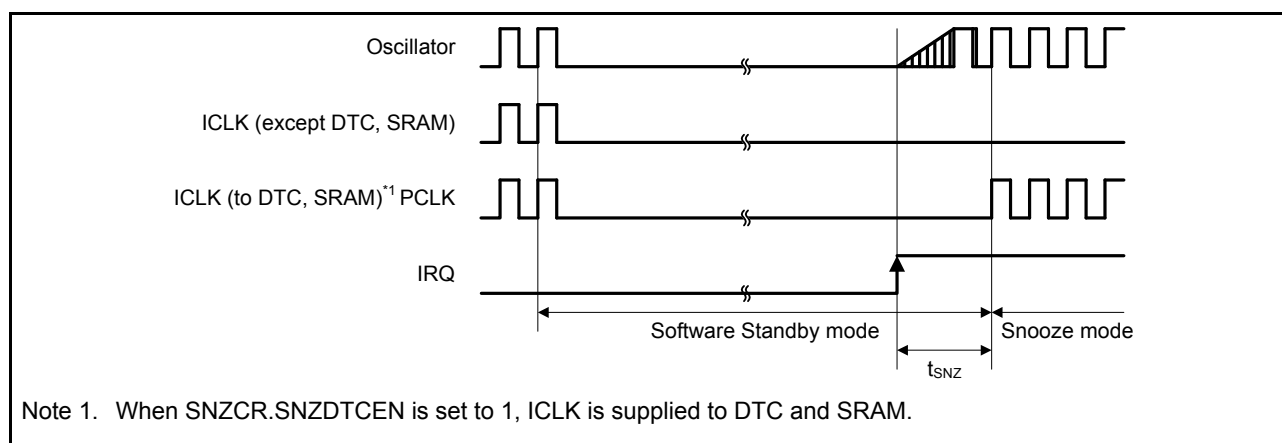 Oscillator
ICLK (except DTC, SRAM)
ICLK (to DTC, SRAM)*1 PCLK
IRQ
Software Standby mode
Snooze mode
tSNZ
Note 1. When SNZCR.SNZDTCEN is set to 1, ICLK is supplied to DTC and SRAM.